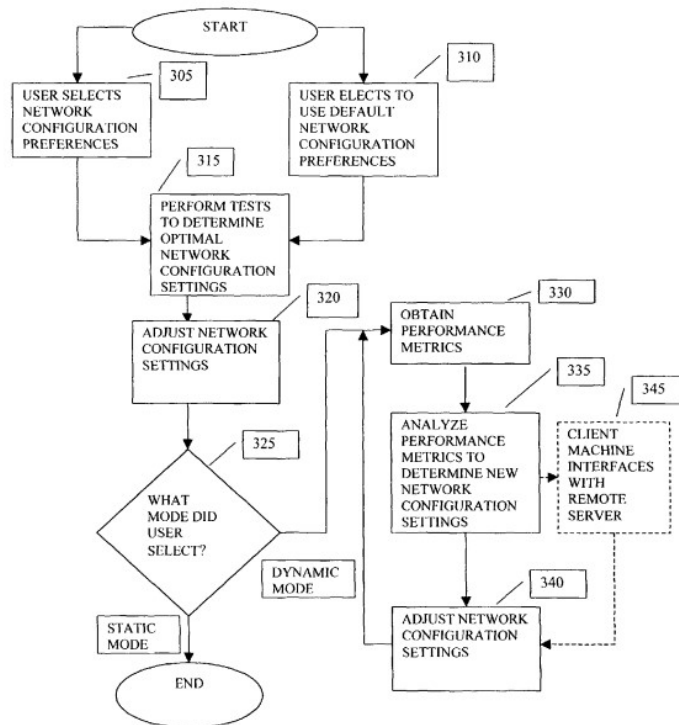 START
305
USER SELECTS
NETWORK
CONFIGURATION
PREFERENCES
310
USER ELECTS TO
USE DEFAULT
NETWORK
CONFIGURATION
PREFERENCES
315
PERFORM TESTS
TO DETERMINE
OPTIMAL
NETWORK
CONFIGURATION
SETTINGS
320
ADJUST NETWORK
CONFIGURATION
SETTINGS
325
WHAT
MODE DID
USER
SELECT?
STATIC
MODE
END
DYNAMIC
MODE
330
OBTAIN
PERFORMANCE
METRICS
335
ANALYZE
PERFORMANCE
METRICS TO
DETERMINE NEW
NETWORK
CONFIGURATION
SETTINGS
345
CLIENT
MACHINE
INTERFACES
WITH
REMOTE
SERVER
340
ADJUST NETWORK
CONFIGURATION
SETTINGS